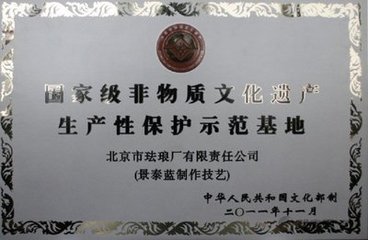 国家级非物质文化遗产
生产性保护示范基地
北京市珐琅厂有限责任公司
(景泰蓝制作技艺)
中华人民共和国文化部制
二〇一一年十一月